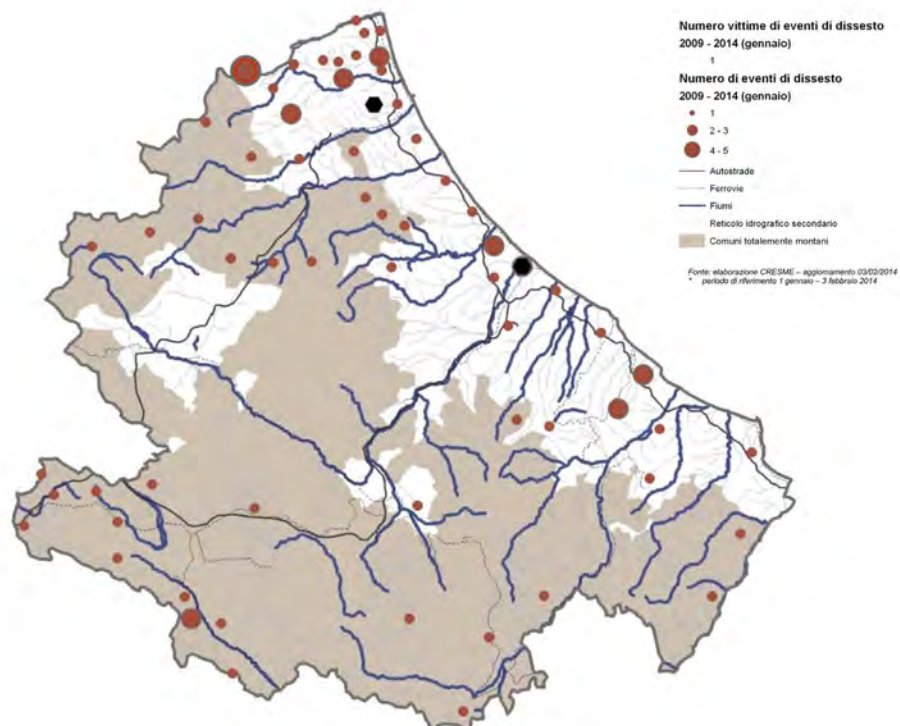 Numero vittime di eventi di dissesto
2009 - 2014 (gennaio)
1
Numero di eventi di dissesto
2009 - 2014 (gennaio)
1
2 - 3
4 - 5
Autostrade
Ferrovie
Fiumi
Reticolo idrografico secondario
Comuni totalemente montani
Fonte: elaborazione CRESME – aggiornamento 03/02/2014
* periodo di riferimento 1 gennaio – 3 febbraio 2014